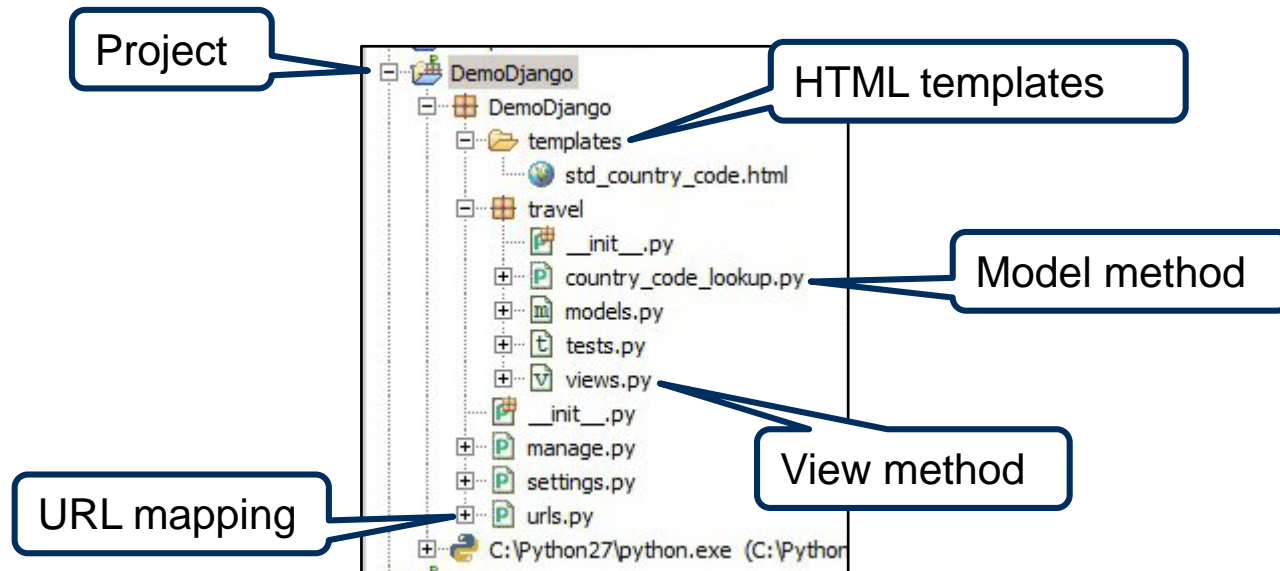 Project
DemoDjango
HTML templates
DemoDjango
templates
std_country_code.html
travel
__init__.py
country_code_lookup.py
Model method
models.py
tests.py
views.py
__init__.py
View method
manage.py
settings.py
URL mapping
urls.py
C:\Python27\python.exe (C:\Python